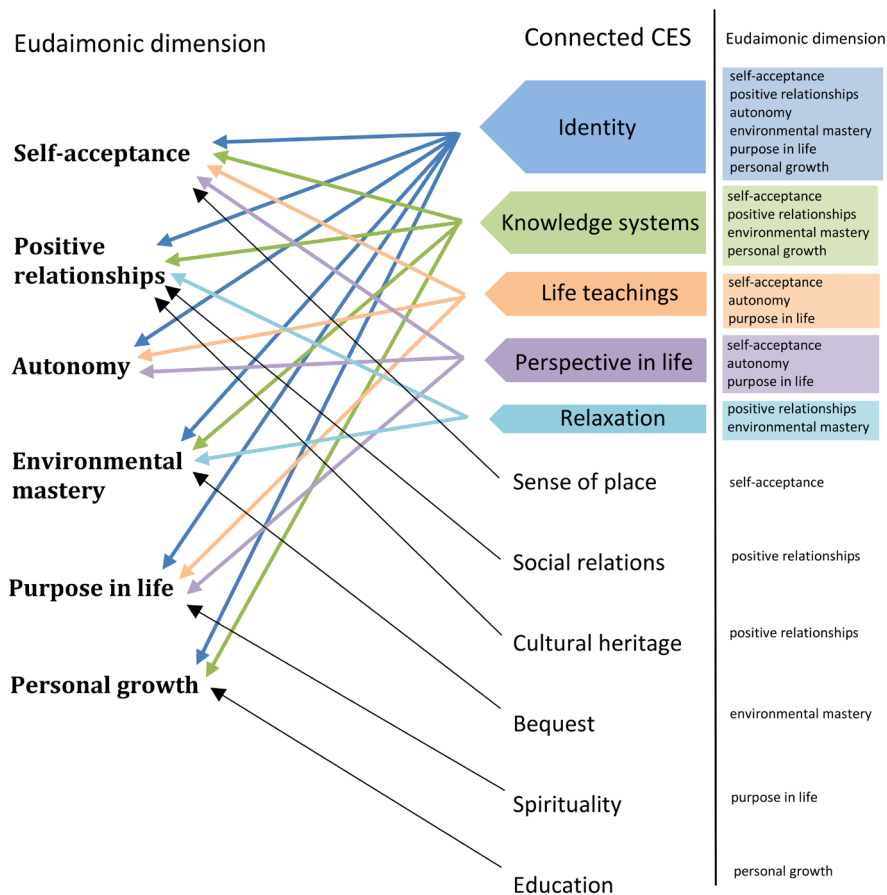 Eudaimonic dimension
Connected CES
Eudaimonic dimension
Self-acceptance
Positive
relationships
Autonomy
Environmental
mastery
Purpose in life
Personal growth
Identity
self-acceptance
positive relationships
autonomy
environmental mastery
purpose in life
personal growth
Knowledge systems
self-acceptance
positive relationships
environmental mastery
personal growth
Life teachings
self-acceptance
autonomy
purpose in life
Perspective in life
self-acceptance
autonomy
purpose in life
Relaxation
positive relationships
environmental mastery
Sense of place
self-acceptance
Social relations
positive relationships
Cultural heritage
positive relationships
Bequest
environmental mastery
Spirituality
purpose in life
Education
personal growth